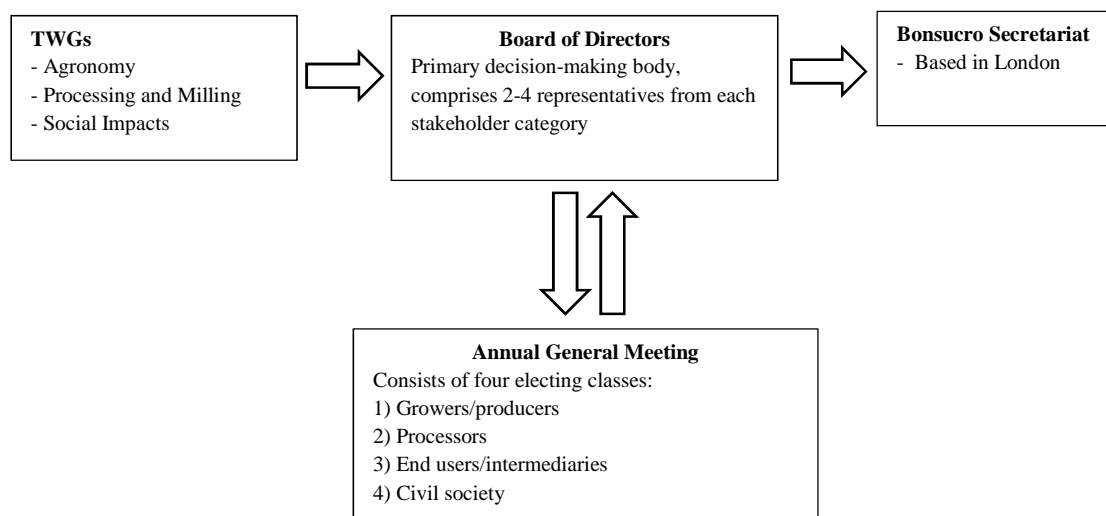 TWGs
- Agronomy
- Processing and Milling
- Social Impacts
Board of Directors
Primary decision-making body,
comprises 2-4 representatives from each
stakeholder category
Bonsucro Secretariat
- Based in London
Annual General Meeting
Consists of four electing classes:
1) Growers/producers
2) Processors
3) End users/intermediaries
4) Civil society